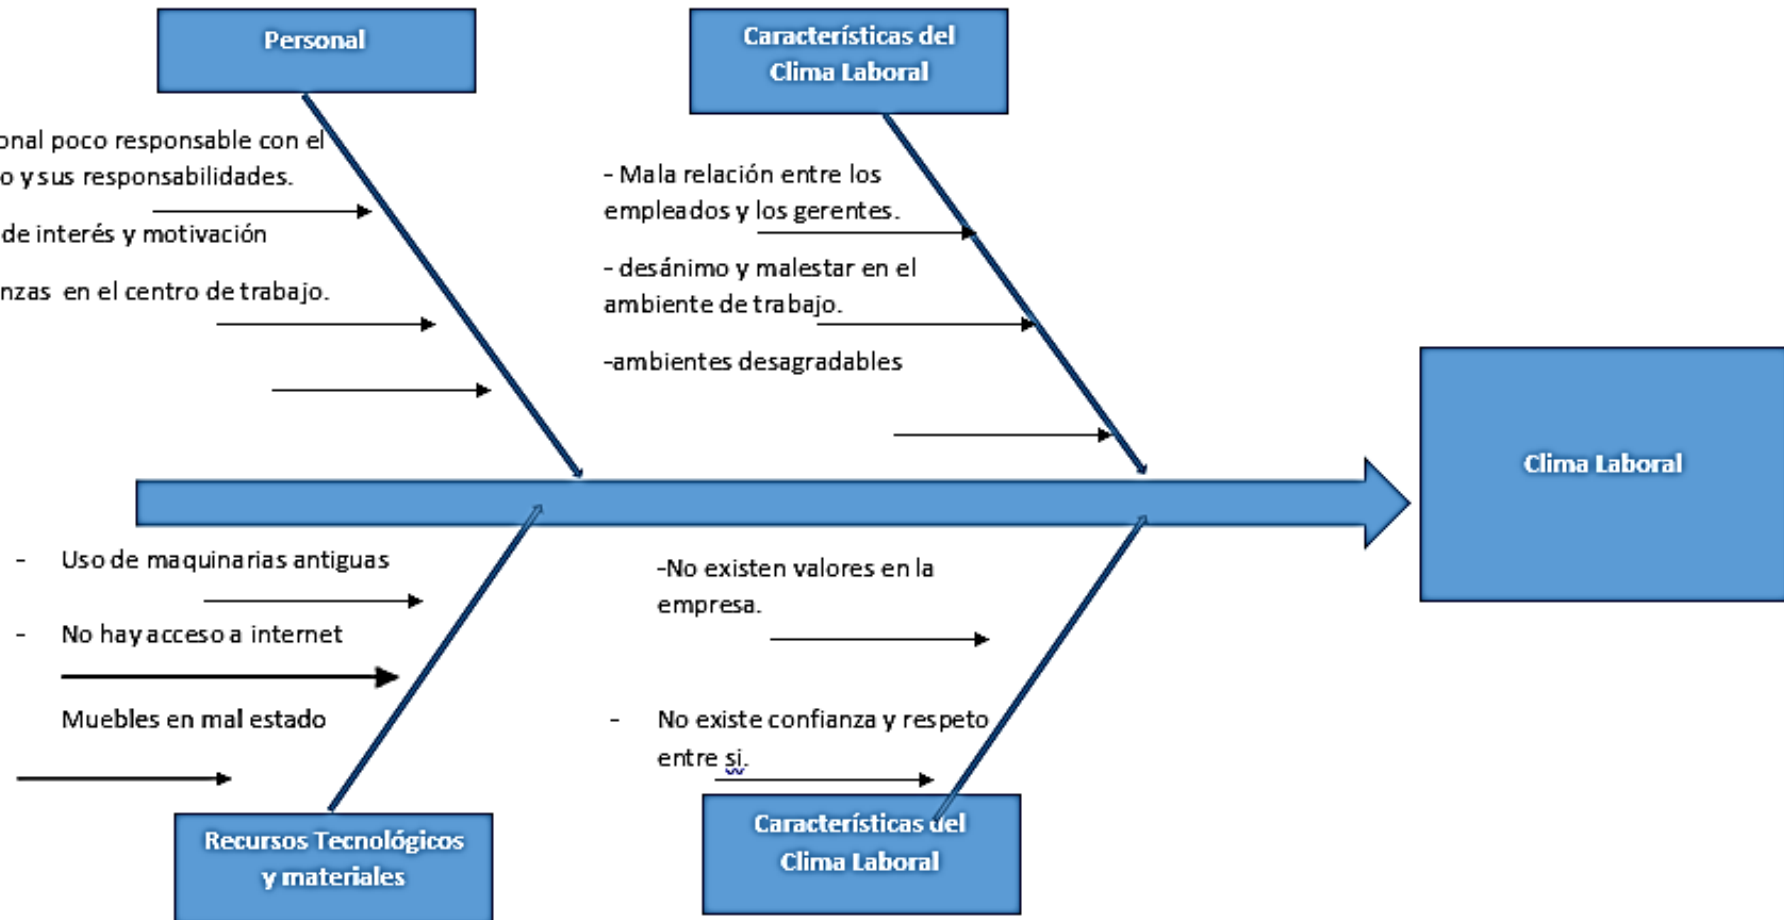 Personal
Características del
Clima Laboral
onal poco responsable con el
o y sus responsabilidades.
de interés y motivación
nzas en el centro de trabajo.
- Mala relación entre los
empleados y los gerentes.
- desánimo y malestar en el
ambiente de trabajo.
-ambientes desagradables
Clima Laboral
- Uso de maquinarias antiguas
- No hay acceso a internet
Muebles en mal estado
-No existen valores en la
empresa.
- No existe confianza y respeto
entre si.
Recursos Tecnológicos
y materiales
Características del
Clima Laboral